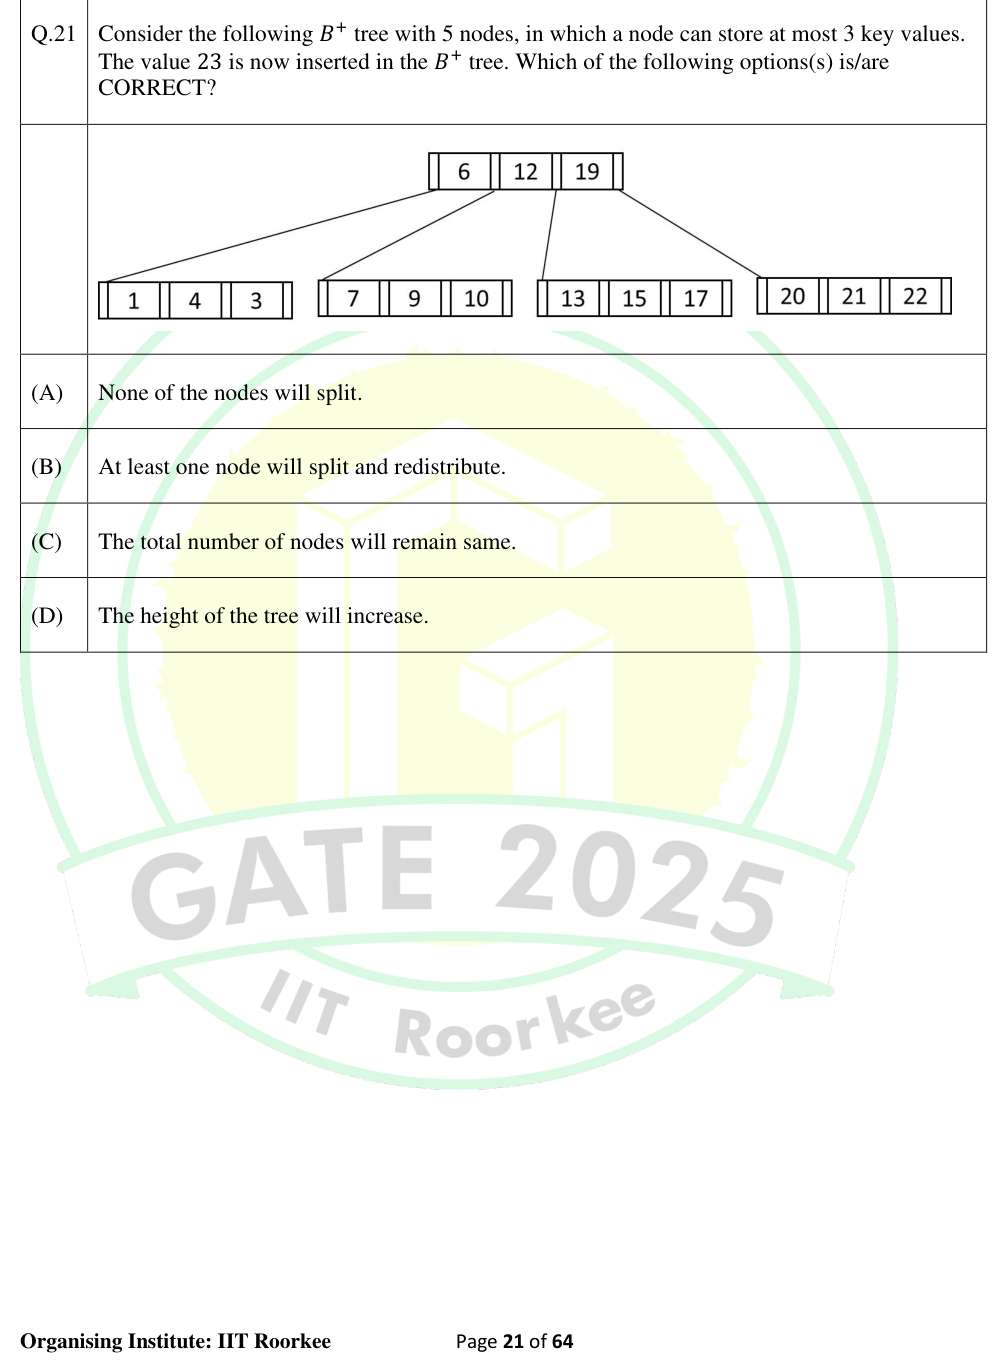 Q.21 Consider the following B+ tree with 5 nodes, in which a node can store at most 3 key values.
The value 23 is now inserted in the B+ tree. Which of the following options(s) is/are
CORRECT?
6 12 19
1 4 3 7 9 10 13 15 17 20 21 22
(A) None of the nodes will split.
(B) At least one node will split and redistribute.
(C) The total number of nodes will remain same.
(D) The height of the tree will increase.
GATE 2025
IIT Roorkee
Organising Institute: IIT Roorkee Page 21 of 64